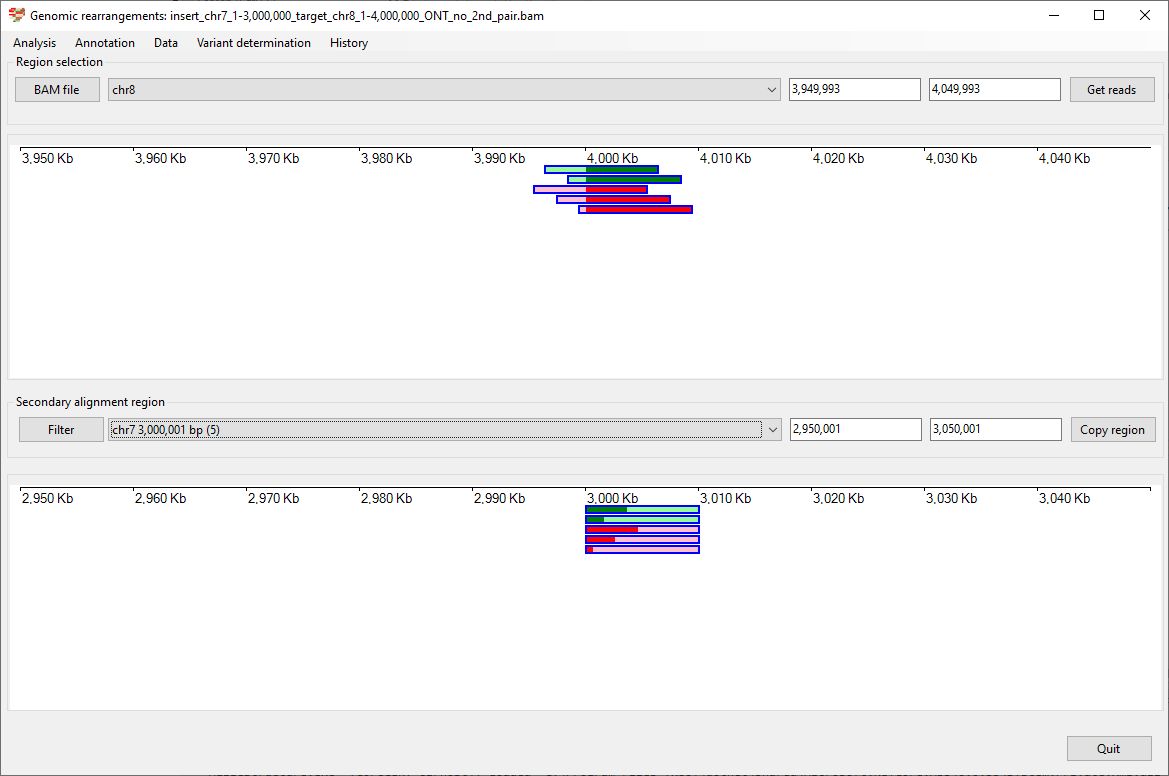 Genomic rearrangements: insert_chr7_1-3,000,000_target_chr8_1-4,000,000_ONT_no_2nd_pair.bam
Analysis Annotation Data Variant determination History
Region selection
BAM file chr8 3,949,993 4,049,993 Get reads
3,950 Kb 3,960 Kb 3,970 Kb 3,980 Kb 3,990 Kb 4,000 Kb 4,010 Kb 4,020 Kb 4,030 Kb 4,040 Kb
Secondary alignment region
Filter chr7 3,000,001 bp (5) 2,950,001 3,050,001 Copy region
2,950 Kb 2,960 Kb 2,970 Kb 2,980 Kb 2,990 Kb 3,000 Kb 3,010 Kb 3,020 Kb 3,030 Kb 3,040 Kb
Quit